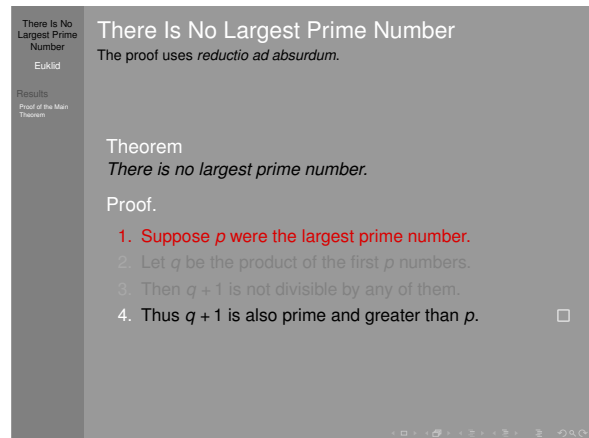 There Is No
Largest Prime
Number
Euklid
Results
Proof of the Main
Theorem
There Is No Largest Prime Number
The proof uses reductio ad absurdum.
Theorem
There is no largest prime number.
Proof.
1. Suppose p were the largest prime number.
2. Let q be the product of the first p numbers.
3. Then q + 1 is not divisible by any of them.
4. Thus q + 1 is also prime and greater than p. □